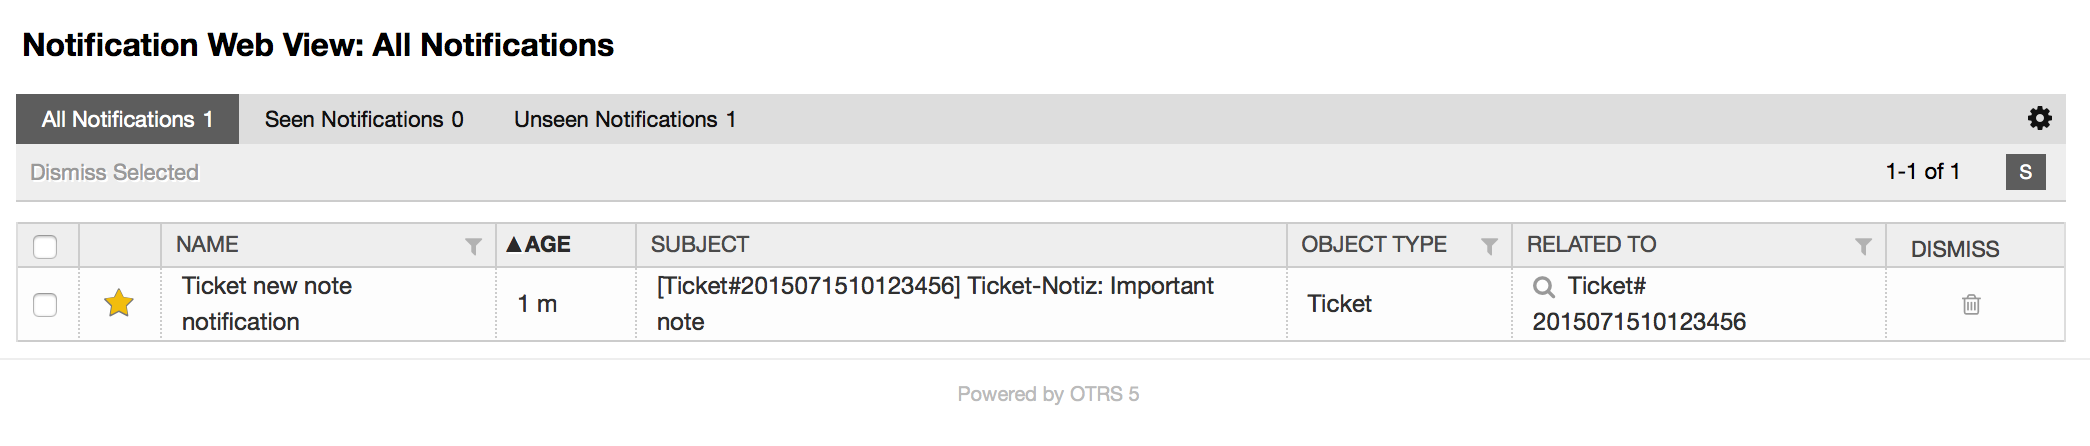 Notification Web View: All Notifications
All Notifications 1 Seen Notifications 0 Unseen Notifications 1
Dismiss Selected 1-1 of 1 S
NAME ▲AGE SUBJECT OBJECT TYPE RELATED TO DISMISS
Ticket new note notification 1 m [Ticket#2015071510123456] Ticket-Notiz: Important note Ticket Ticket# 2015071510123456
Powered by OTRS 5